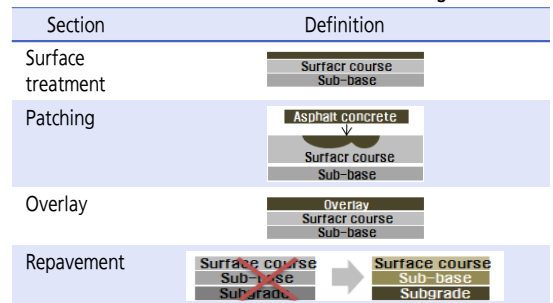 Section Definition
Surface
treatment
Surfacr course
Sub-base
Patching
Asphalt concrete
Surfacr course
Sub-base
Overlay
Overlay
Surfacr course
Sub-base
Repavement
Surface course Surface course
Sub-base Sub-base
Subgrade Subgrade